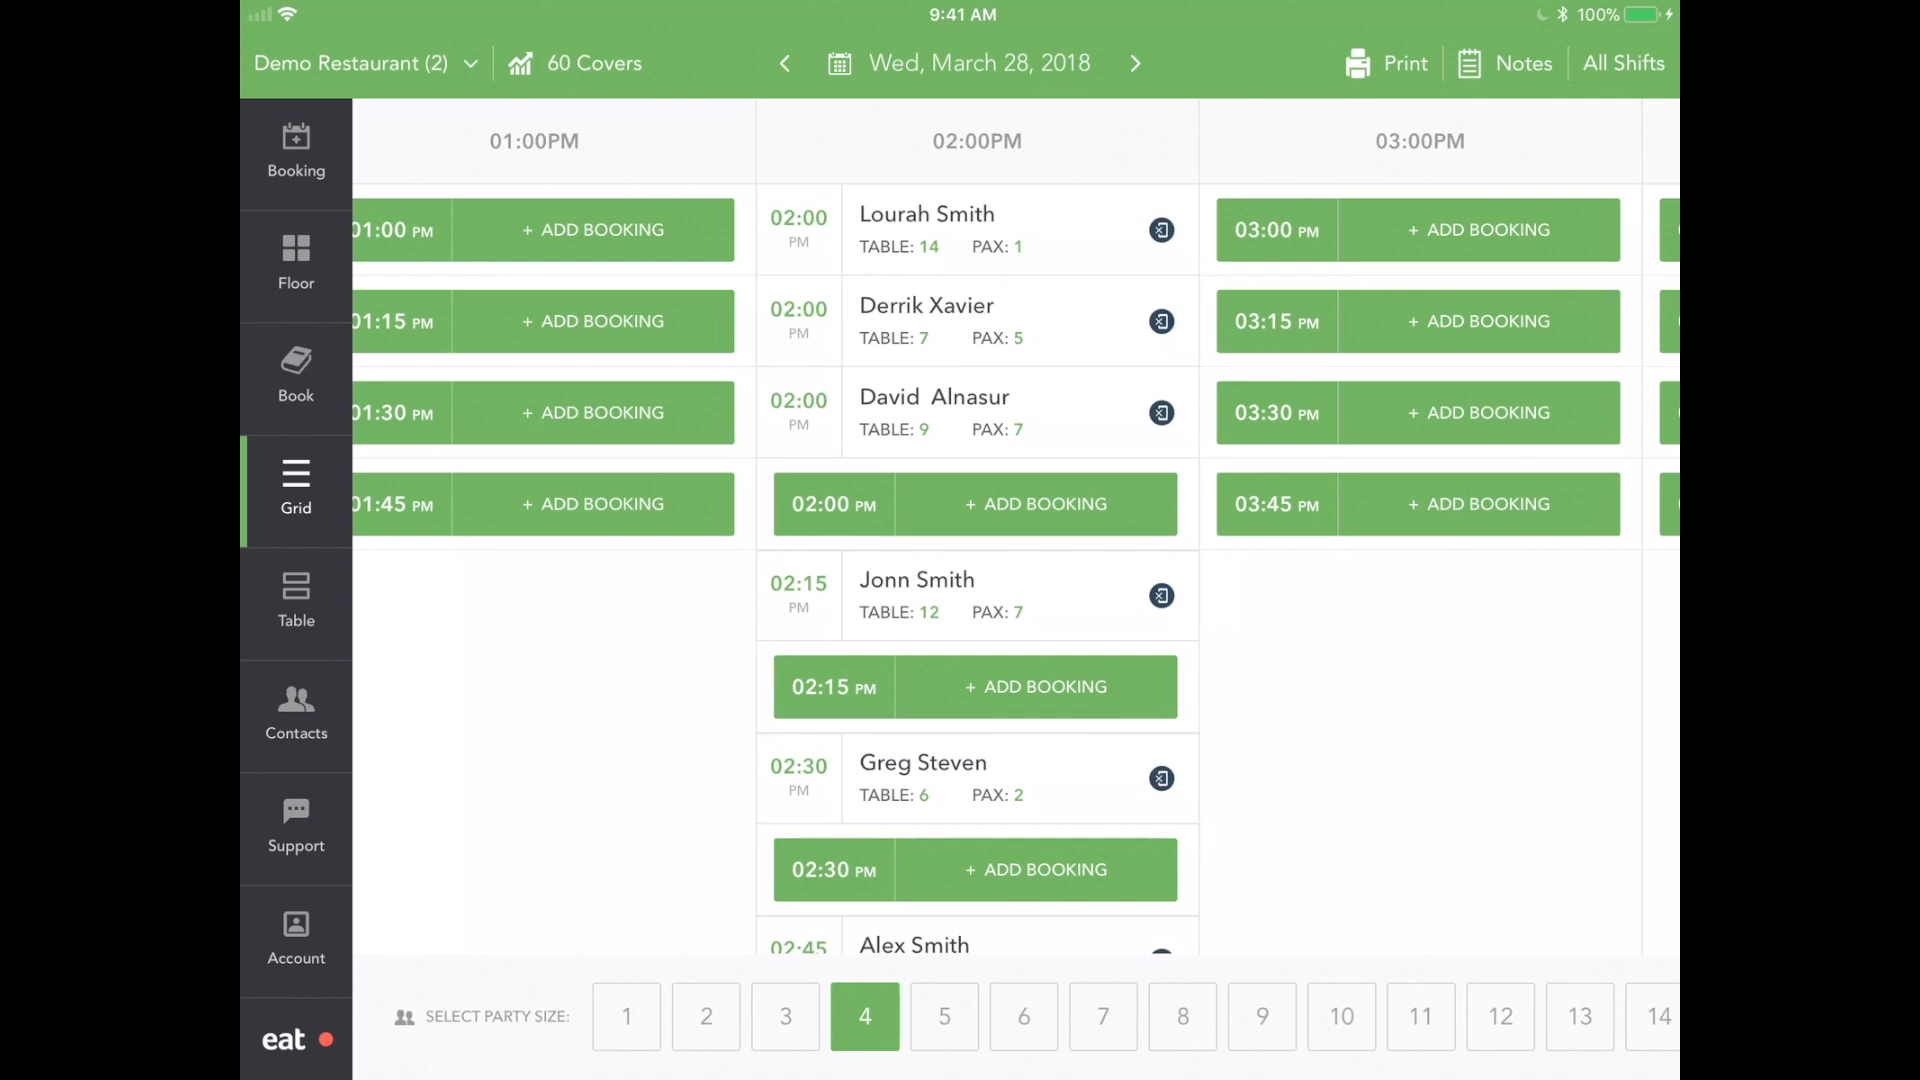 9:41 AM
100%
Demo Restaurant (2)
60 Covers
Wed, March 28, 2018
Print
Notes
All Shifts
Booking
Floor
Book
Grid
Table
Contacts
Support
Account
eat
01:00PM
02:00PM
03:00PM
01:00 PM + ADD BOOKING
01:15 PM + ADD BOOKING
01:30 PM + ADD BOOKING
01:45 PM + ADD BOOKING
02:00 PM
Lourah Smith
TABLE: 14 PAX: 1
02:00 PM
Derrik Xavier
TABLE: 7 PAX: 5
02:00 PM
David Alnasur
TABLE: 9 PAX: 7
02:00 PM + ADD BOOKING
02:15 PM
Jonn Smith
TABLE: 12 PAX: 7
02:15 PM + ADD BOOKING
02:30 PM
Greg Steven
TABLE: 6 PAX: 2
02:30 PM + ADD BOOKING
02:45
Alex Smith
03:00 PM + ADD BOOKING
03:15 PM + ADD BOOKING
03:30 PM + ADD BOOKING
03:45 PM + ADD BOOKING
SELECT PARTY SIZE: 1 2 3 4 5 6 7 8 9 10 11 12 13 14